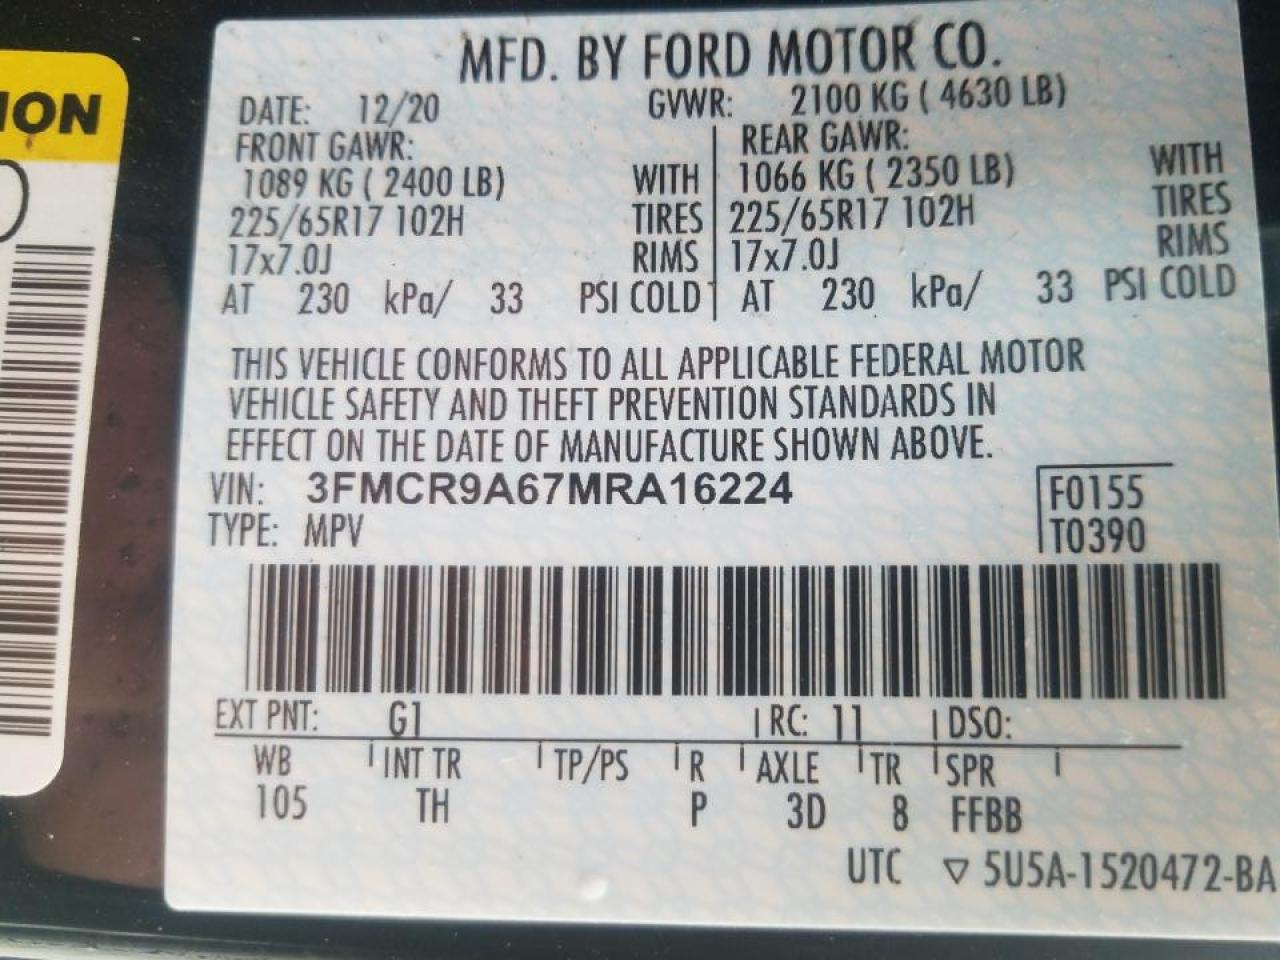 MFD. BY FORD MOTOR CO.
DATE: 12/20 GVWR: 2100 KG ( 4630 LB)
FRONT GAWR: REAR GAWR:
1089 KG ( 2400 LB) WITH 1066 KG ( 2350 LB) WITH
225/65R17 102H TIRES 225/65R17 102H TIRES
17x7.0J RIMS 17x7.0J RIMS
AT 230 kPa/ 33 PSI COLD AT 230 kPa/ 33 PSI COLD
THIS VEHICLE CONFORMS TO ALL APPLICABLE FEDERAL MOTOR
VEHICLE SAFETY AND THEFT PREVENTION STANDARDS IN
EFFECT ON THE DATE OF MANUFACTURE SHOWN ABOVE.
VIN: 3FMCR9A67MRA16224 F0155
TYPE: MPV T0390
EXT PNT: G1 RC: 11 DSO:
WB INT TR TP/PS R AXLE TR SPR
105 TH P 3D 8 FFBB
UTC ▽ 5U5A-1520472-BA
ION